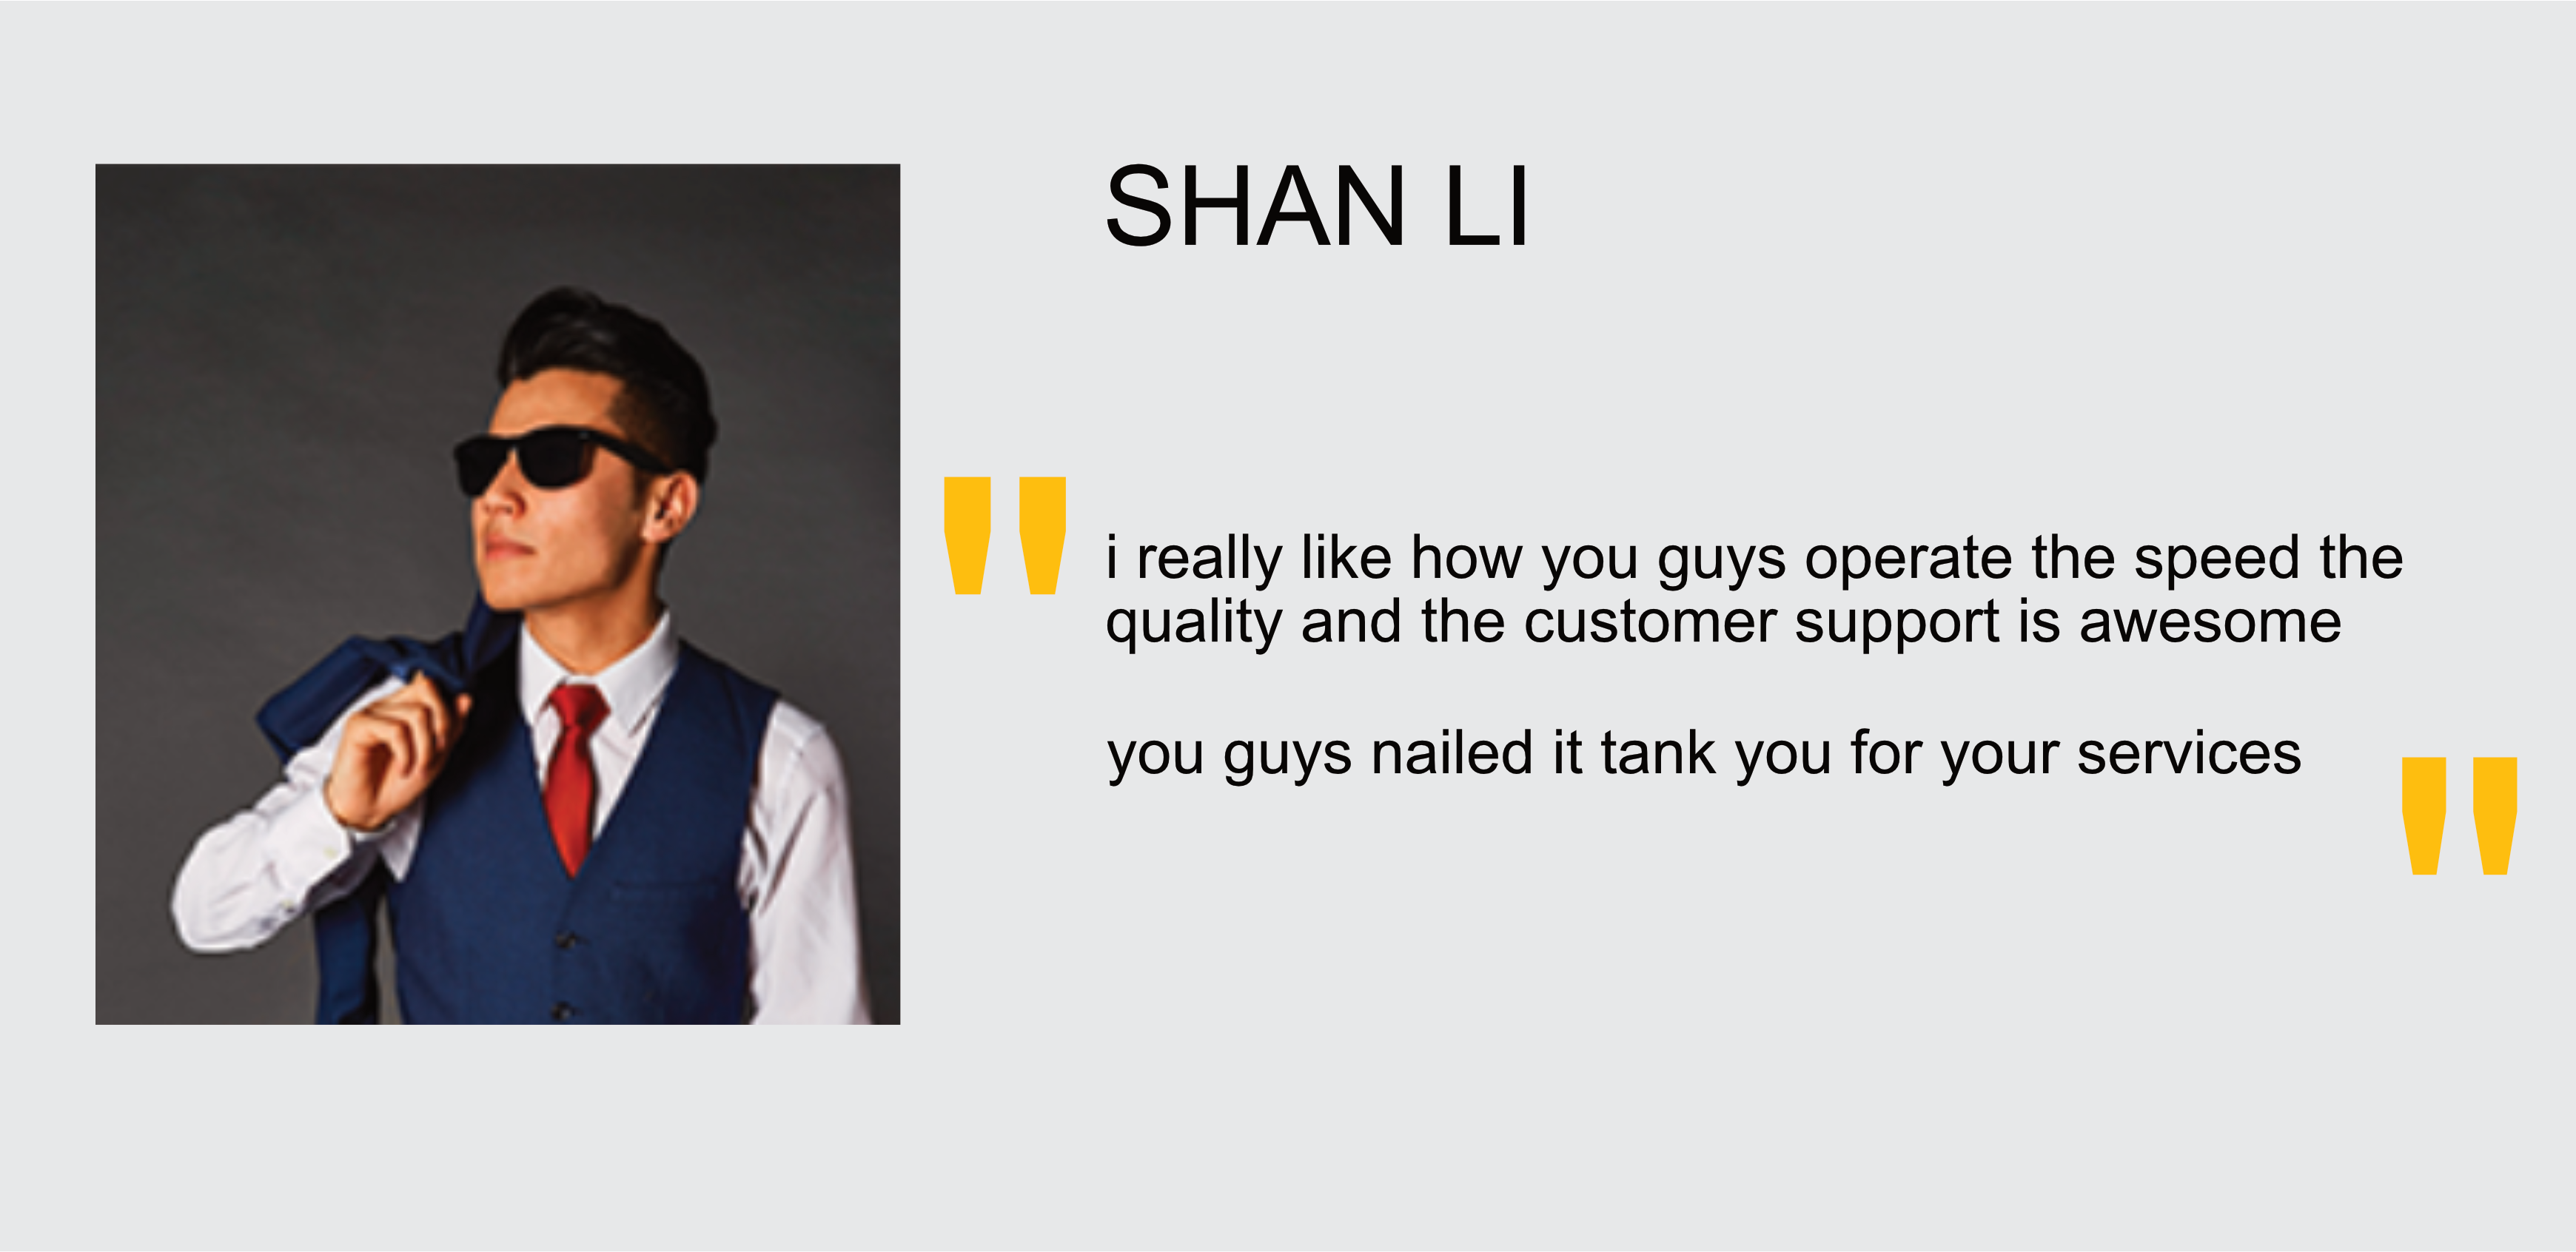 SHAN LI
" i really like how you guys operate the speed the
quality and the customer support is awesome
you guys nailed it tank you for your services "